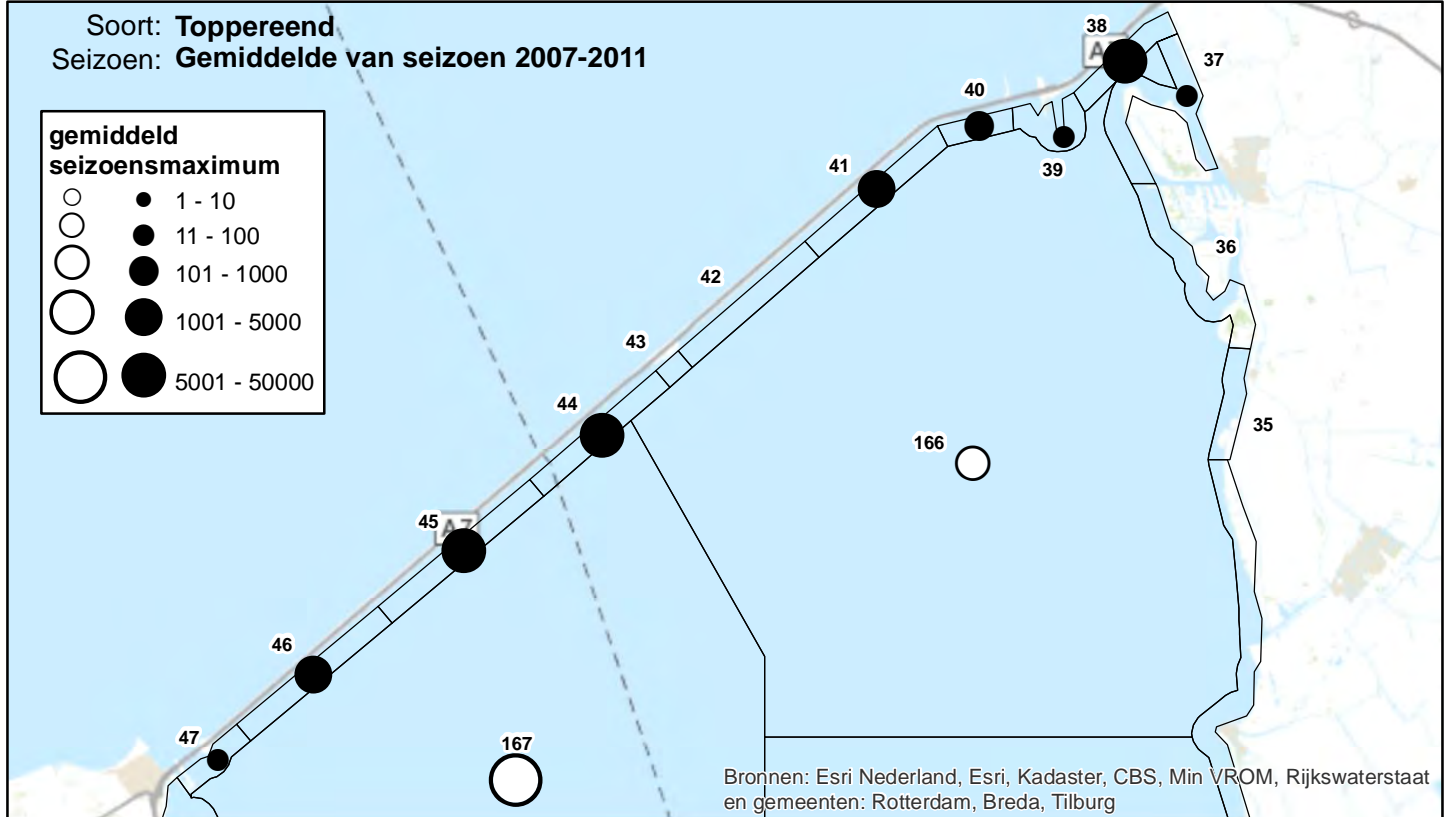 Soort: Toppereend
Seizoen: Gemiddelde van seizoen 2007-2011
gemiddeld
seizoensmaximum
1 - 10
11 - 100
101 - 1000
1001 - 5000
5001 - 50000
38
37
40
39
41
36
42
43
44
35
166
45
A7
46
47
167
Bronnen: Esri Nederland, Esri, Kadaster, CBS, Min VROM, Rijkswaterstaat
en gemeenten: Rotterdam, Breda, Tilburg